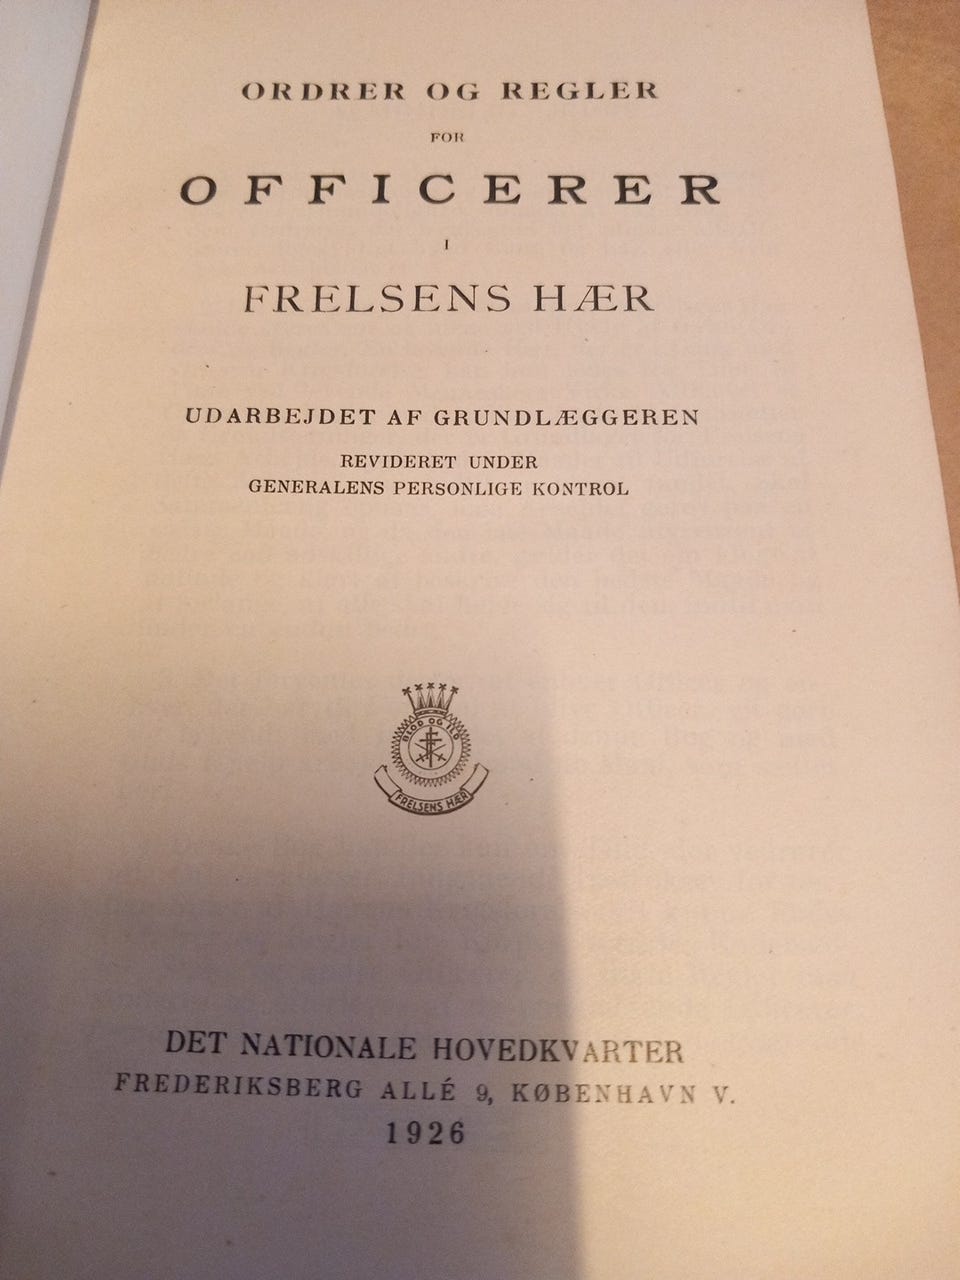 ORDRER OG REGLER
FOR
OFFICERER
I
FRELSENS HÆR
UDARBEJDET AF GRUNDLÆGGEREN
REVIDERET UNDER
GENERALENS PERSONLIGE KONTROL
BLOD OG ILD
FRELSENS HÆR
DET NATIONALE HOVEDKVARTER
FREDERIKSBERG ALLÉ 9, KØBENHAVN V.
1926